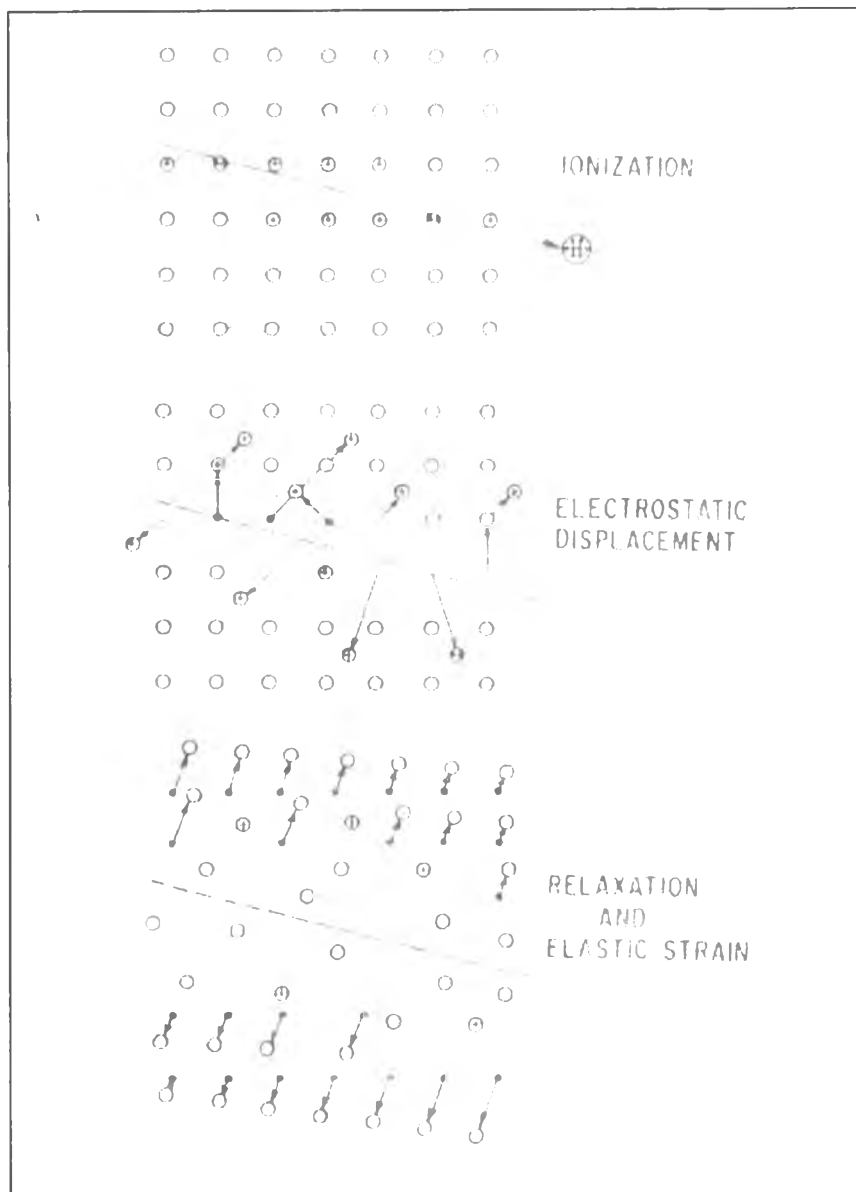 IONIZATION
H
ELECTROSTATIC
DISPLACEMENT
RELAXATION
AND
ELASTIC STRAIN